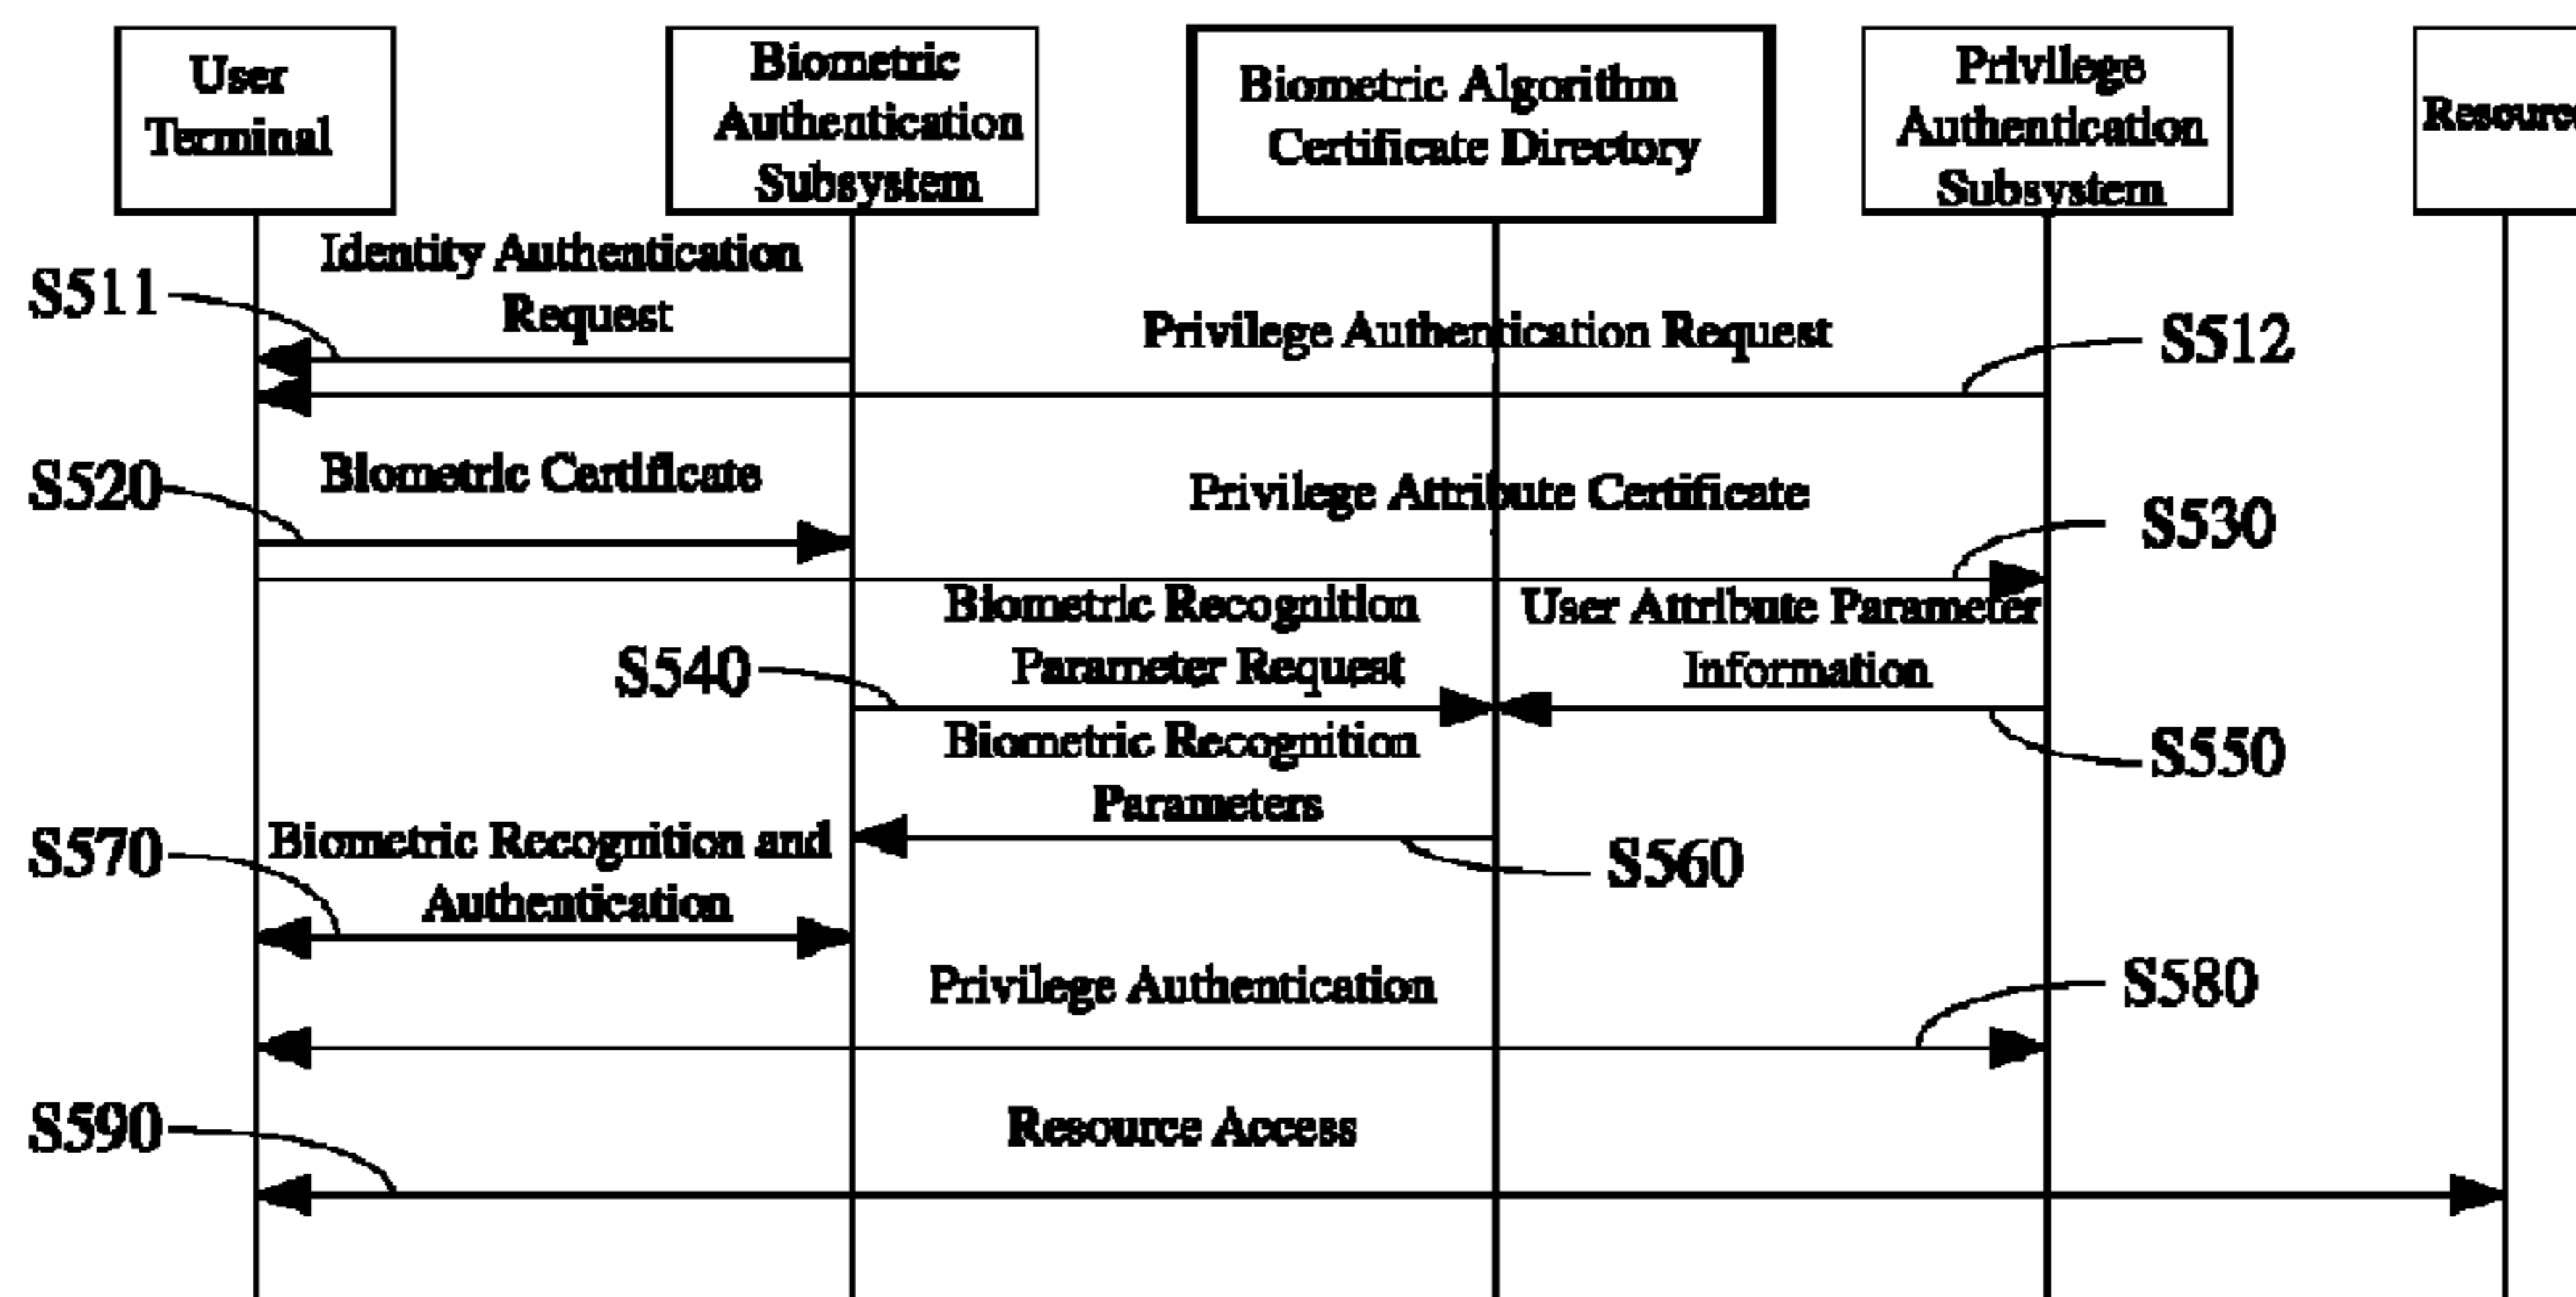 User
Terminal
Biometric
Authentication
Subsystem
Biometric Algorithm
Certificate Directory
Privilege
Authentication
Subsystem
Resource
Identity Authentication
Request
S511
Privilege Authentication Request
S512
Biometric Certificate
S520
Privilege Attribute Certificate
S530
Biometric Recognition
Parameter Request
S540
User Attribute Parameter
Information
S550
Biometric Recognition
Parameters
S560
Biometric Recognition and
Authentication
S570
Privilege Authentication
S580
Resource Access
S590